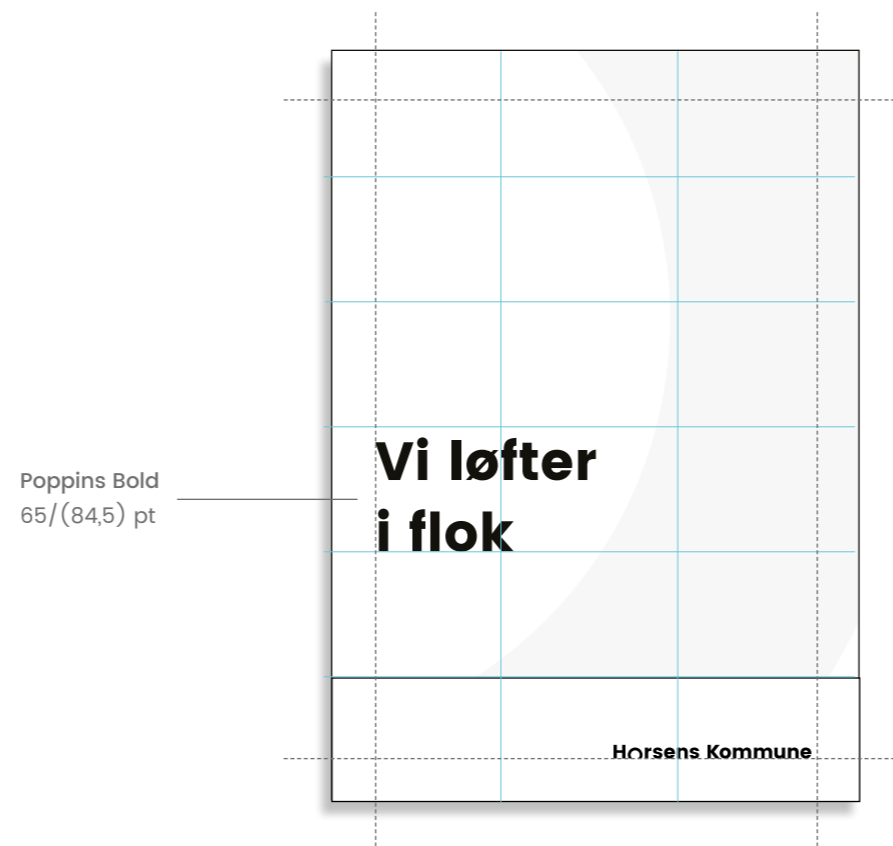 Poppins Bold
65/(84,5) pt
Vi løfter
i flok
Horsens Kommune